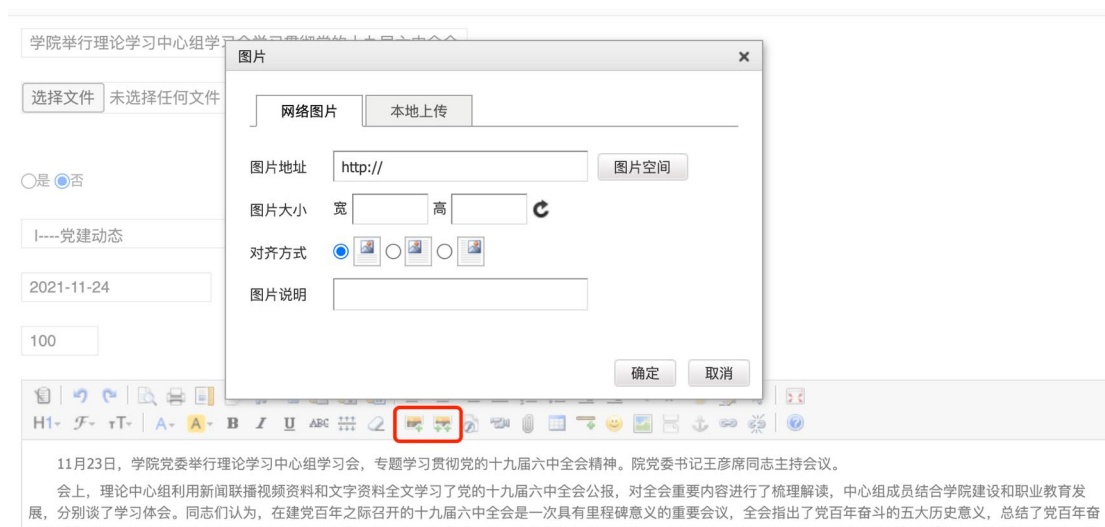 学院举行理论学习中心组学习会学习贯彻党的十九届六中全会
图片
选择文件 未选择任何文件
网络图片 本地上传
图片地址 http:// 图片空间
是 否
图片大小 宽 高
I----党建动态
对齐方式
2021-11-24
图片说明
100
确定 取消
H1 F тT A A B I U ABC
11月23日，学院党委举行理论学习中心组学习会，专题学习贯彻党的十九届六中全会精神。院党委书记王彦席同志主持会议。
会上，理论中心组利用新闻联播视频资料和文字资料全文学习了党的十九届六中全会公报，对全会重要内容进行了梳理解读，中心组成员结合学院建设和职业教育发
展，分别谈了学习体会。同志们认为，在建党百年之际召开的十九届六中全会是一次具有里程碑意义的重要会议，全会指出了党百年奋斗的五大历史意义，总结了党百年奋